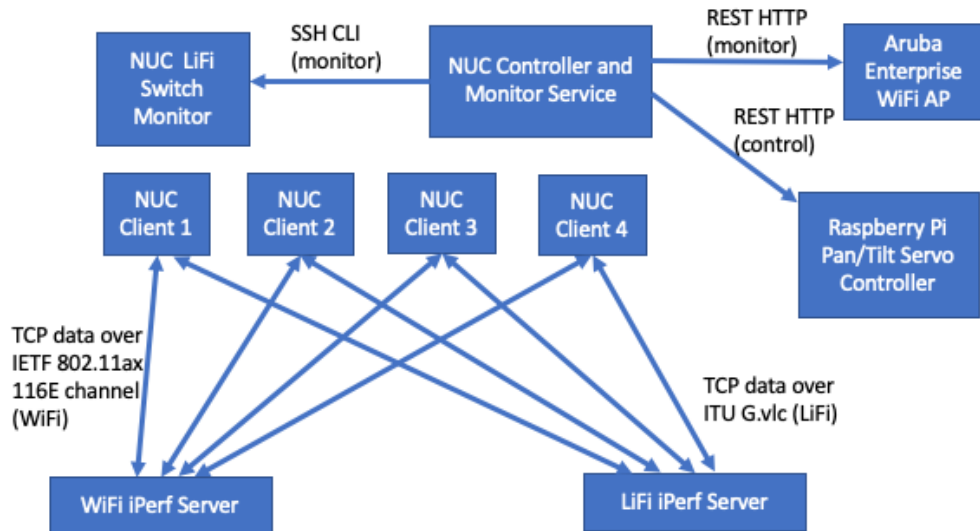 NUC LiFi
Switch
Monitor
SSH CLI
(monitor)
NUC Controller and
Monitor Service
REST HTTP
(monitor)
Aruba
Enterprise
WiFi AP
REST HTTP
(control)
Raspberry Pi
Pan/Tilt Servo
Controller
NUC
Client 1
NUC
Client 2
NUC
Client 3
NUC
Client 4
TCP data over
IETF 802.11ax
116E channel
(WiFi)
TCP data over
ITU G.vlc (LiFi)
WiFi iPerf Server
LiFi iPerf Server